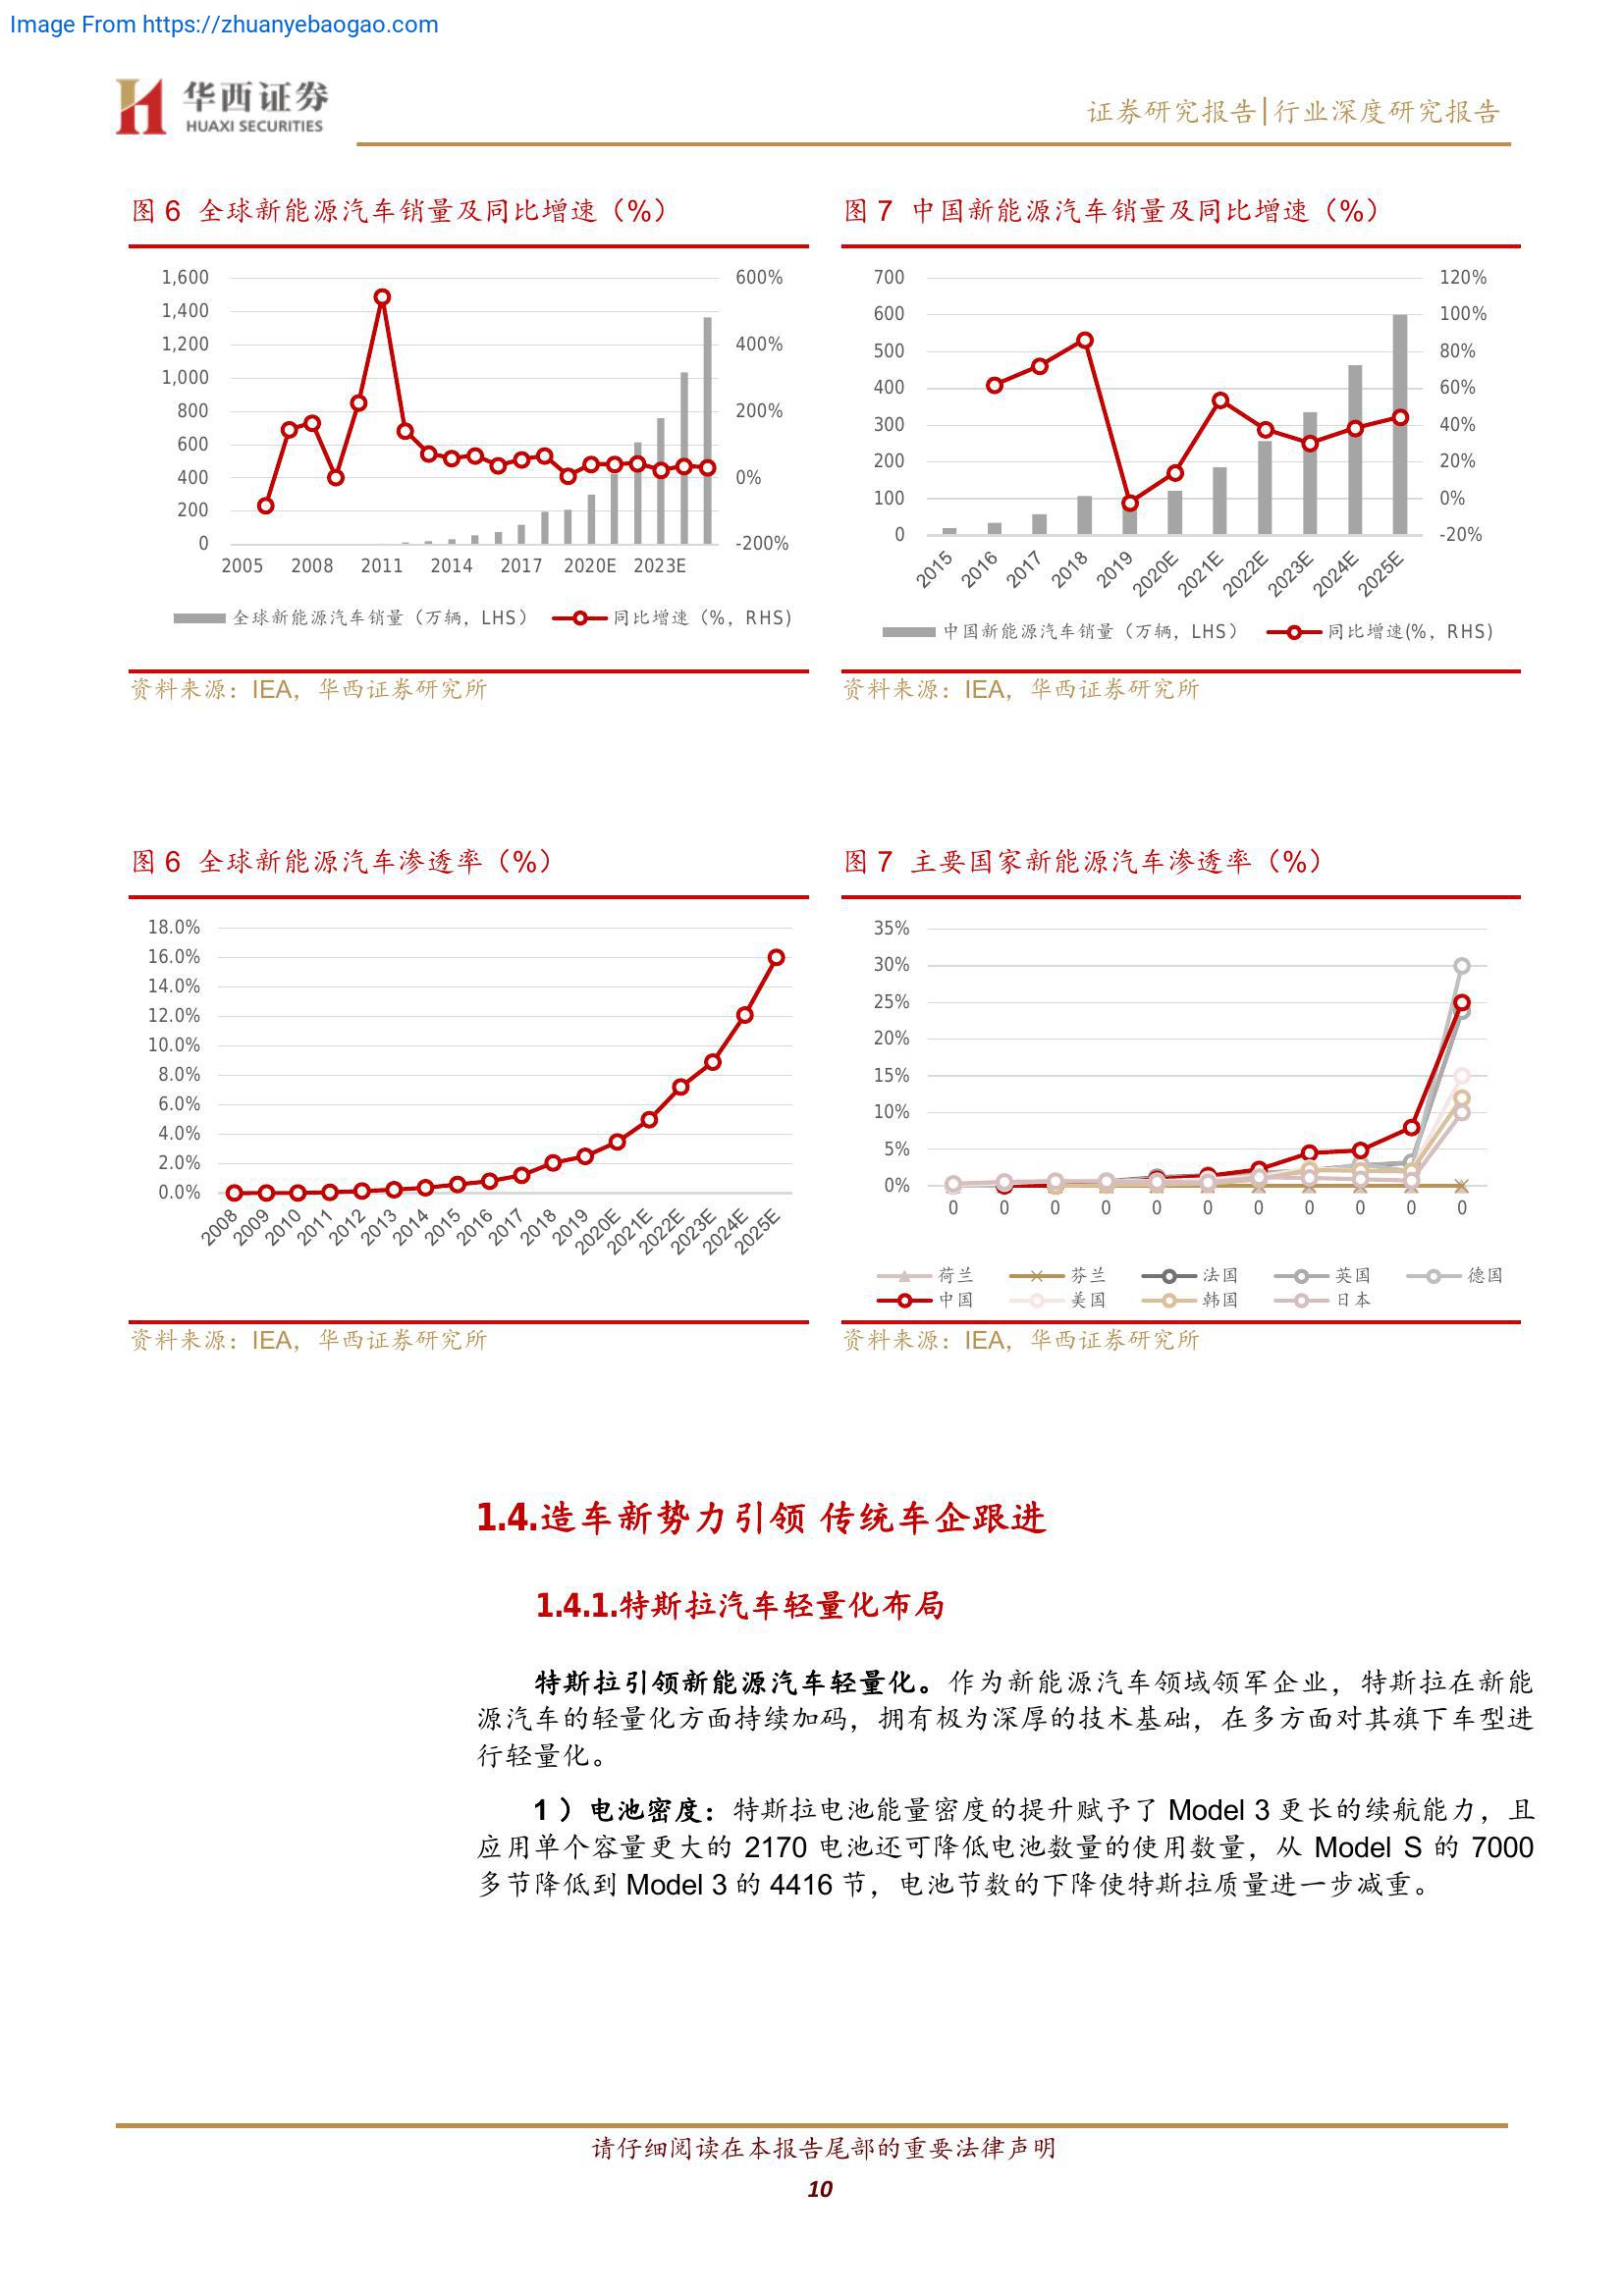 Image From https://zhuanyebaogao.com
华西证券
HUAXI SECURITIES
证券研究报告|行业深度研究报告
图 6 全球新能源汽车销量及同比增速（%）
1,600
1,400
1,200
1,000
800
600
400
200
0
600%
400%
200%
0%
-200%
2005 2008 2011 2014 2017 2020E 2023E
全球新能源汽车销量（万辆，LHS） 同比增速（%，RHS)
资料来源：IEA，华西证券研究所
图 7 中国新能源汽车销量及同比增速（%）
700
600
500
400
300
200
100
0
120%
100%
80%
60%
40%
20%
0%
-20%
2015 2016 2017 2018 2019 2020E 2021E 2022E 2023E 2024E 2025E
中国新能源汽车销量（万辆，LHS） 同比增速(%，RHS)
资料来源：IEA，华西证券研究所
图 6 全球新能源汽车渗透率（%）
18.0%
16.0%
14.0%
12.0%
10.0%
8.0%
6.0%
4.0%
2.0%
0.0%
2008 2009 2010 2011 2012 2013 2014 2015 2016 2017 2018 2019 2020E 2021E 2022E 2023E 2024E 2025E
资料来源：IEA，华西证券研究所
图 7 主要国家新能源汽车渗透率（%）
35%
30%
25%
20%
15%
10%
5%
0%
0 0 0 0 0 0 0 0 0 0 0
荷兰 芬兰 法国 英国 德国
中国 美国 韩国 日本
资料来源：IEA，华西证券研究所
1.4.造车新势力引领 传统车企跟进
1.4.1.特斯拉汽车轻量化布局
特斯拉引领新能源汽车轻量化。作为新能源汽车领域领军企业，特斯拉在新能
源汽车的轻量化方面持续加码，拥有极为深厚的技术基础，在多方面对其旗下车型进
行轻量化。
1 ）电池密度：特斯拉电池能量密度的提升赋予了 Model 3 更长的续航能力，且
应用单个容量更大的 2170 电池还可降低电池数量的使用数量，从 Model S 的 7000
多节降低到 Model 3 的 4416 节，电池节数的下降使特斯拉质量进一步减重。
请仔细阅读在本报告尾部的重要法律声明
10